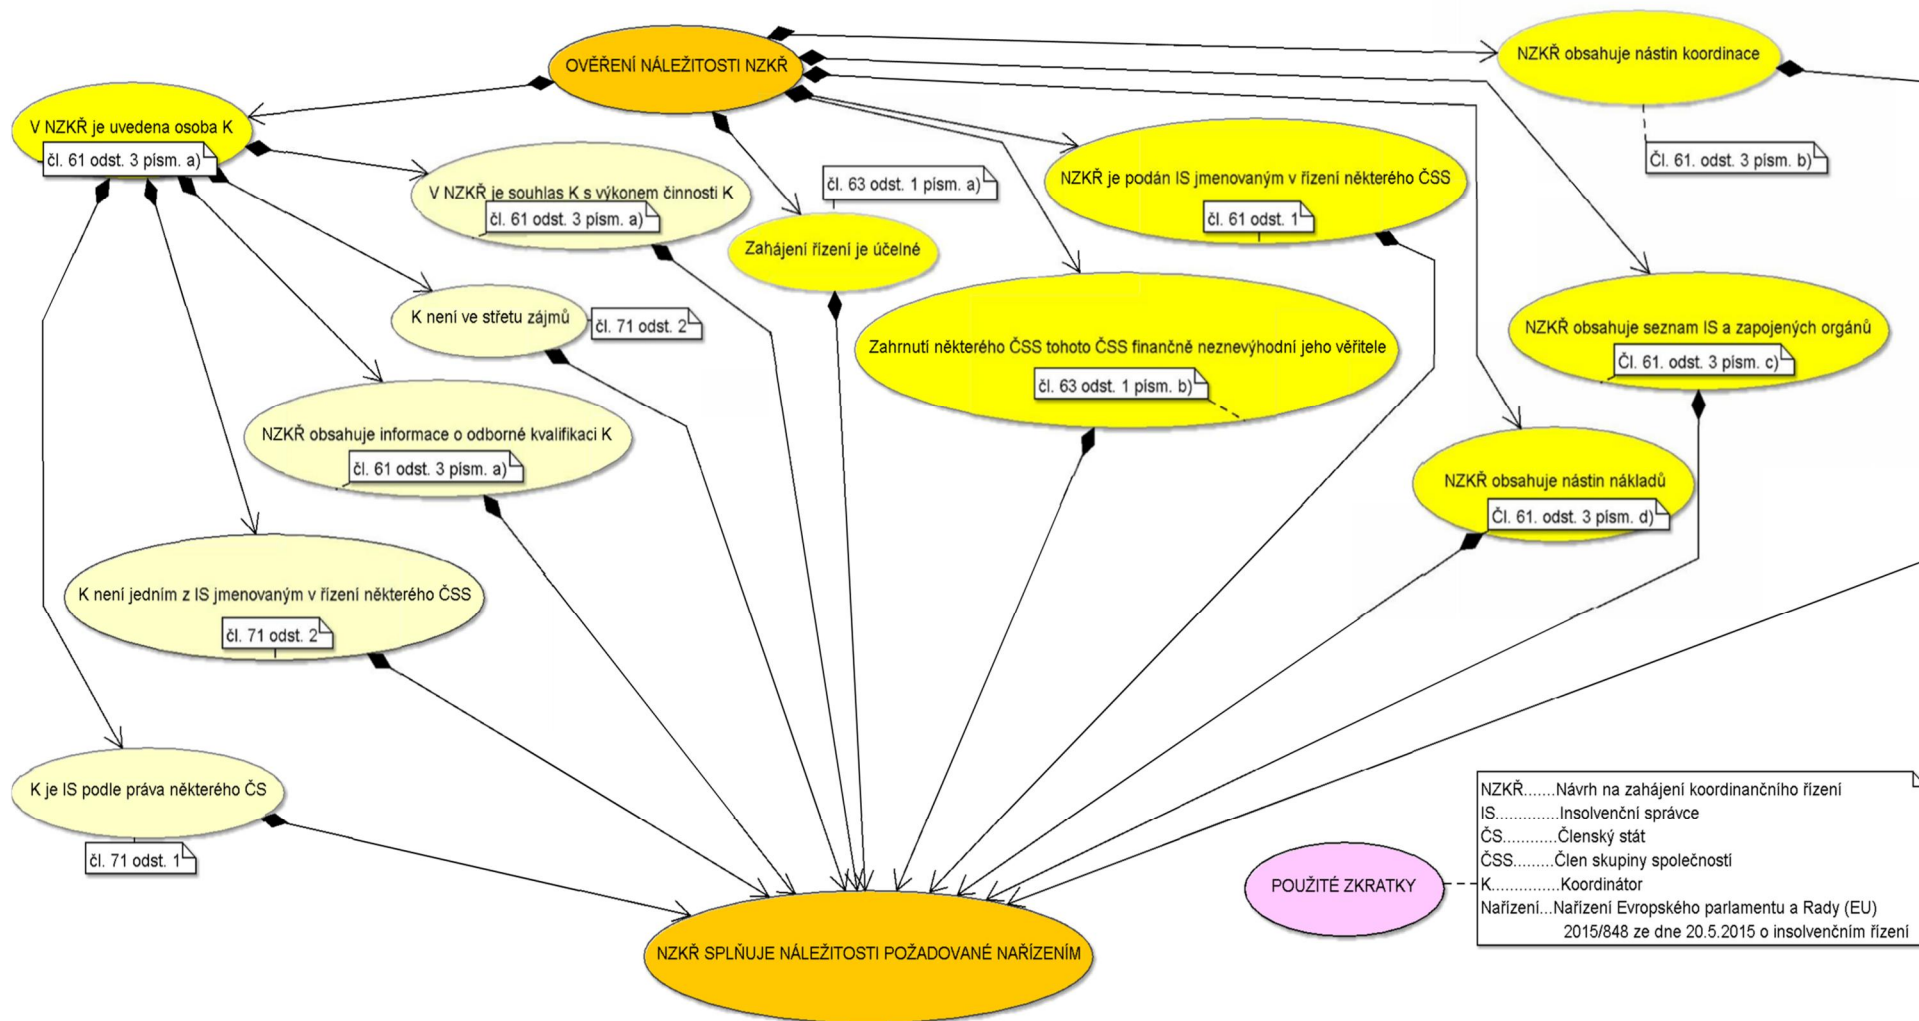 OVĚŘENÍ NÁLEŽITOSTI NZKŘ
NZKŘ obsahuje nástin koordinace
Čl. 61. odst. 3 písm. b)
V NZKŘ je uvedena osoba K
čl. 61 odst. 3 písm. a)
V NZKŘ je souhlas K s výkonem činnosti K
čl. 61 odst. 3 písm. a)
čl. 63 odst. 1 písm. a)
Zahájení řízení je účelné
NZKŘ je podán IS jmenovaným v řízení některého ČSS
čl. 61 odst. 1
K není ve střetu zájmů
čl. 71 odst. 2
Zahrnutí některého ČSS tohoto ČSS finančně neznevýhodní jeho věřitele
čl. 63 odst. 1 písm. b)
NZKŘ obsahuje seznam IS a zapojených orgánů
Čl. 61. odst. 3 písm. c)
NZKŘ obsahuje informace o odborné kvalifikaci K
čl. 61 odst. 3 písm. a)
NZKŘ obsahuje nástin nákladů
Čl. 61. odst. 3 písm. d)
K není jedním z IS jmenovaným v řízení některého ČSS
čl. 71 odst. 2
K je IS podle práva některého ČS
čl. 71 odst. 1
NZKŘ SPLŇUJE NÁLEŽITOSTI POŽADOVANÉ NAŘÍZENÍM
POUŽITÉ ZKRATKY
NZKŘ.......Návrh na zahájení koordinančního řízení
IS..............Insolvenční správce
ČS............Členský stát
ČSS.........Člen skupiny společností
K...............Koordinátor
Nařízení...Nařízení Evropského parlamentu a Rady (EU)
2015/848 ze dne 20.5.2015 o insolvenčním řízení